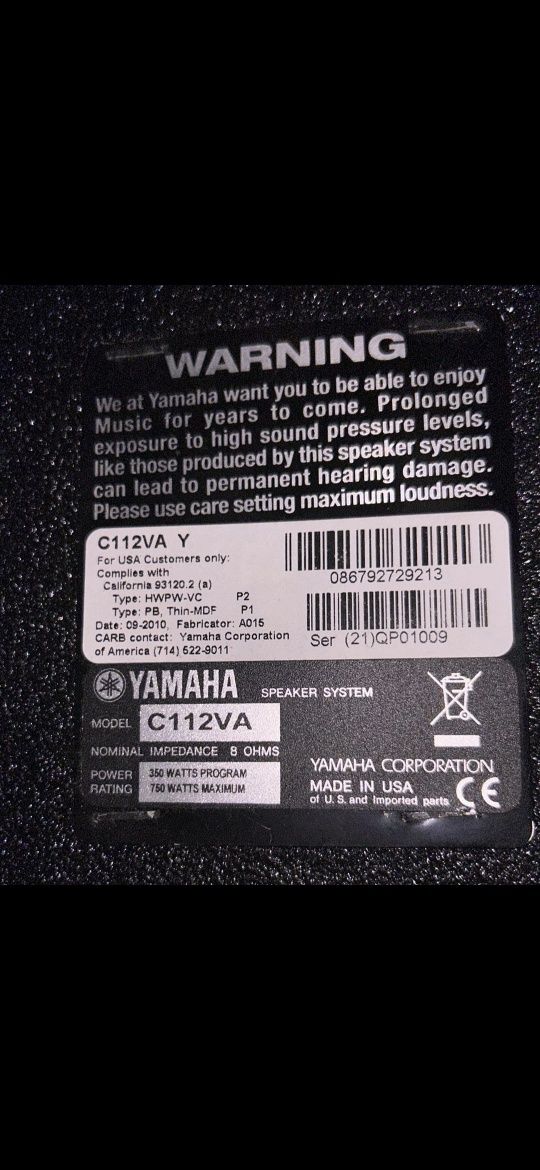 WARNING
We at Yamaha want you to be able to enjoy
Music for years to come. Prolonged
exposure to high sound pressure levels,
like those produced by this speaker system
can lead to permanent hearing damage.
Please use care setting maximum loudness.
C112VA Y
For USA Customers only:
Complies with
California 93120.2 (a)
Type: HWPW-VC P2
Type: PB, Thin-MDF P1
Date: 09-2010, Fabricator: A015
CARB contact: Yamaha Corporation
of America (714) 522-9011
086792729213
Ser (21)QP01009
YAMAHA SPEAKER SYSTEM
MODEL C112VA
NOMINAL IMPEDANCE 8 OHMS
POWER RATING
350 WATTS PROGRAM
750 WATTS MAXIMUM
YAMAHA CORPORATION
MADE IN USA
of U.S. and Imported parts
CE